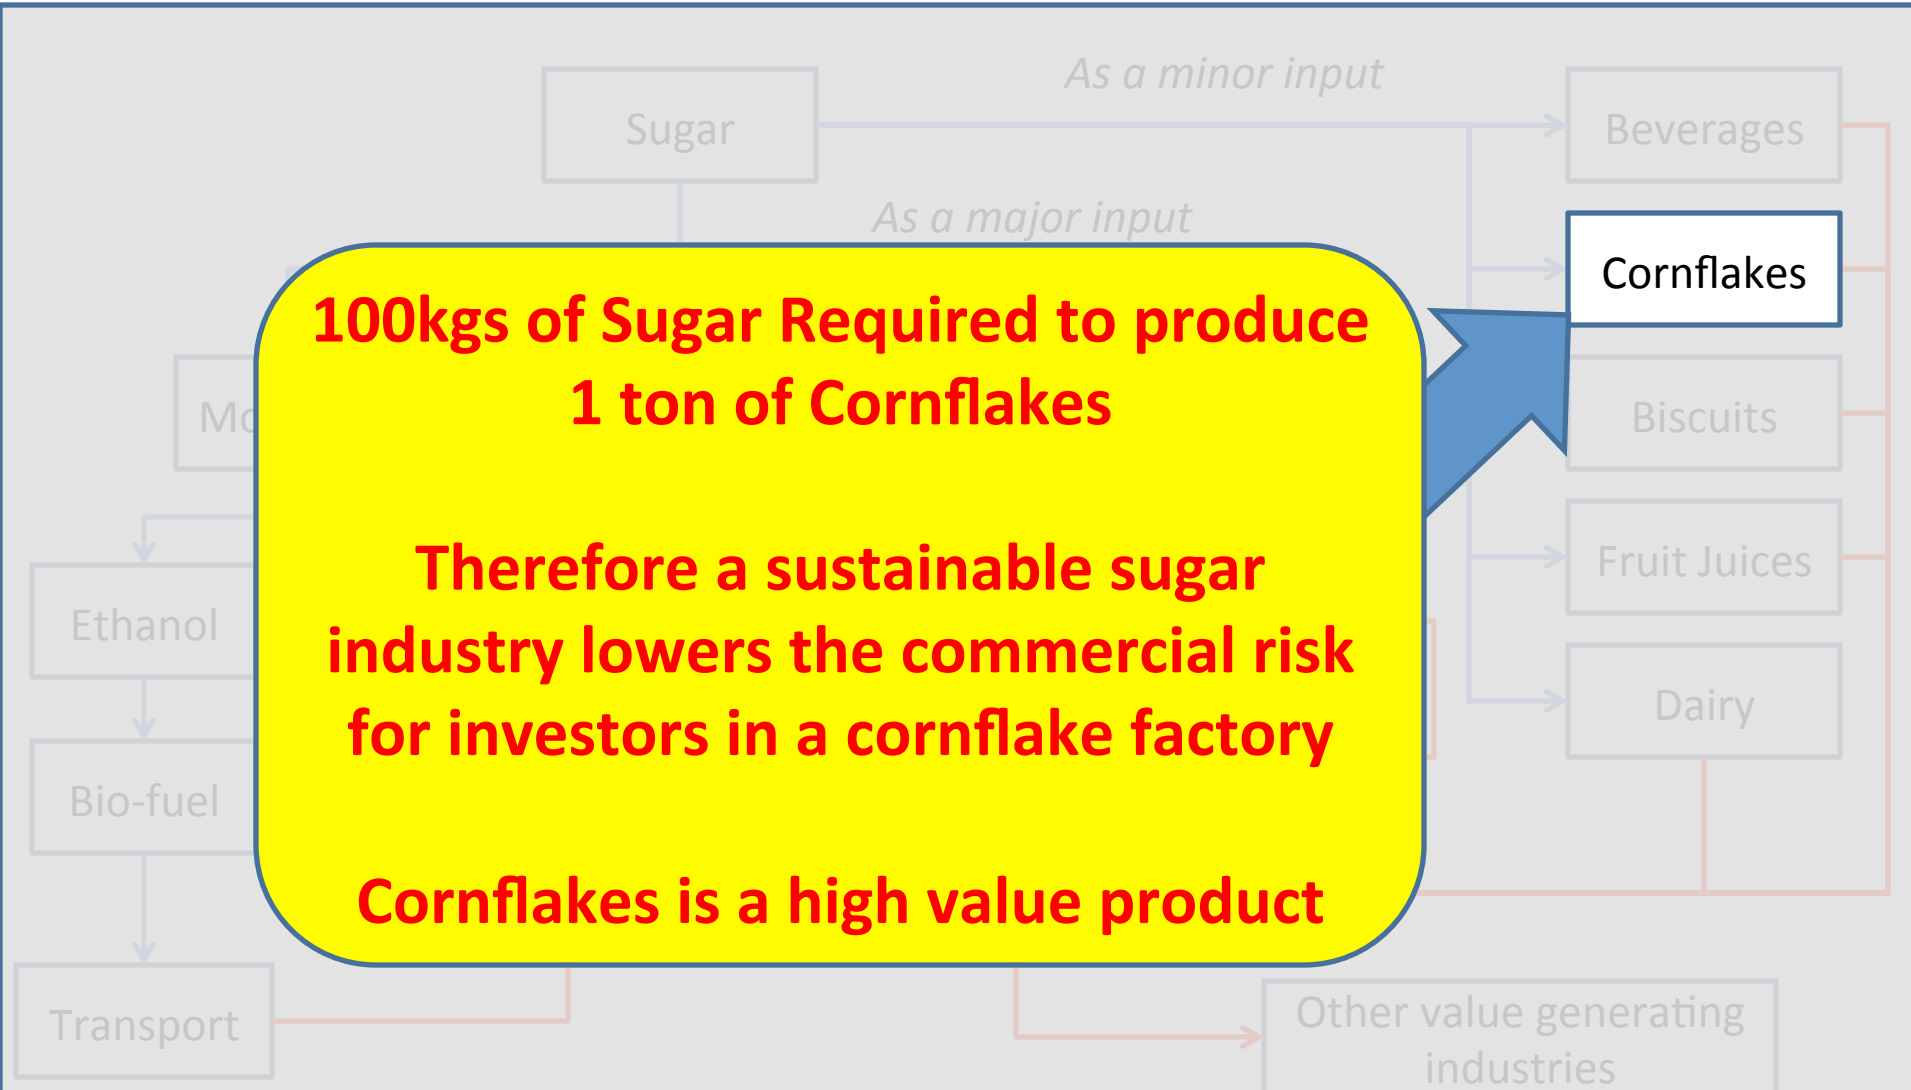 As a minor input
Sugar
Beverages
As a major input
Cornflakes
100kgs of Sugar Required to produce
1 ton of Cornflakes
Biscuits
Therefore a sustainable sugar
industry lowers the commercial risk
for investors in a cornflake factory
Cornflakes is a high value product
Fruit Juices
Ethanol
Dairy
Bio-fuel
Transport
Other value generating
industries